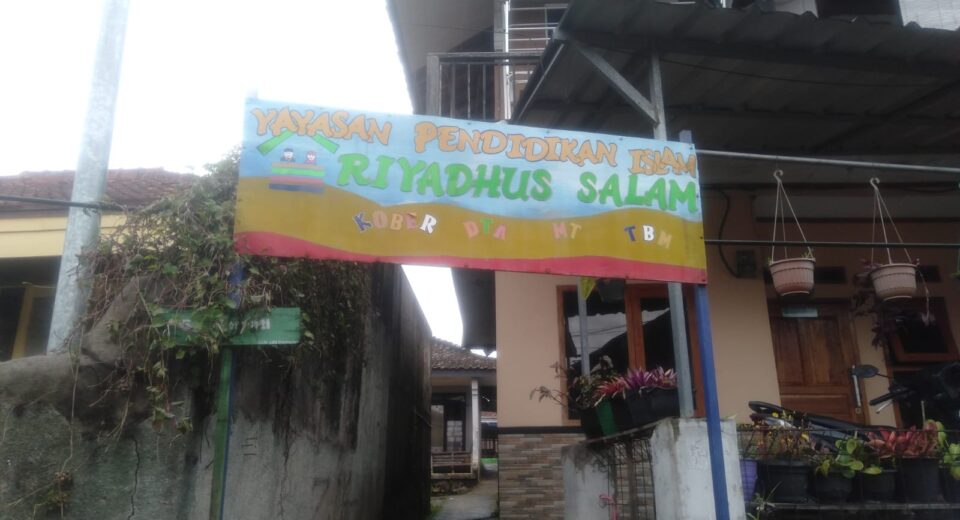 YAYASAN PENDIDIKAN ISLAM
RIYADHUS SALAM
KOBER DTA MT TBM